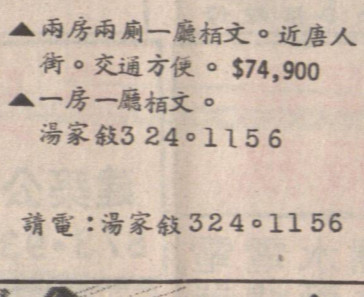 ▲兩房兩廁一廳栢文。近唐人
街。交通方便。$74,900
▲一房一廳栢文。
湯家敍324。1156
請電：湯家敍324。1156